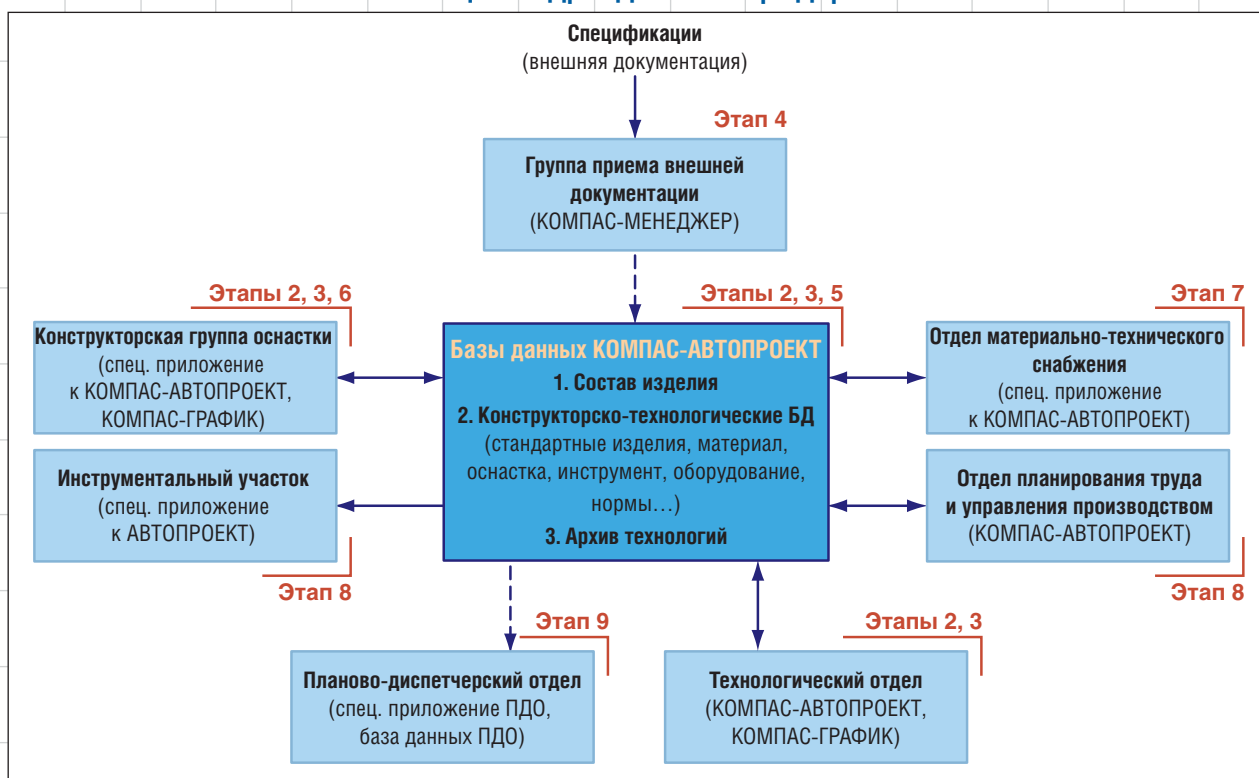 Спецификации
(внешняя документация)
Этап 4
Группа приема внешней
документации
(КОМПАС-МЕНЕДЖЕР)
Этапы 2, 3, 6
Конструкторская группа оснастки
(спец. приложение
к КОМПАС-АВТОПРОЕКТ,
КОМПАС-ГРАФИК)
Этапы 2, 3, 5
Базы данных КОМПАС-АВТОПРОЕКТ
1. Состав изделия
2. Конструкторско-технологические БД
(стандартные изделия, материал,
оснастка, инструмент, оборудование,
нормы...)
3. Архив технологий
Этап 7
Отдел материально-технического
снабжения
(спец. приложение
к КОМПАС-АВТОПРОЕКТ)
Инструментальный участок
(спец. приложение
к АВТОПРОЕКТ)
Этап 8
Отдел планирования труда
и управления производством
(КОМПАС-АВТОПРОЕКТ)
Этап 8
Этап 9
Планово-диспетчерский отдел
(спец. приложение ПДО,
база данных ПДО)
Этапы 2, 3
Технологический отдел
(КОМПАС-АВТОПРОЕКТ,
КОМПАС-ГРАФИК)